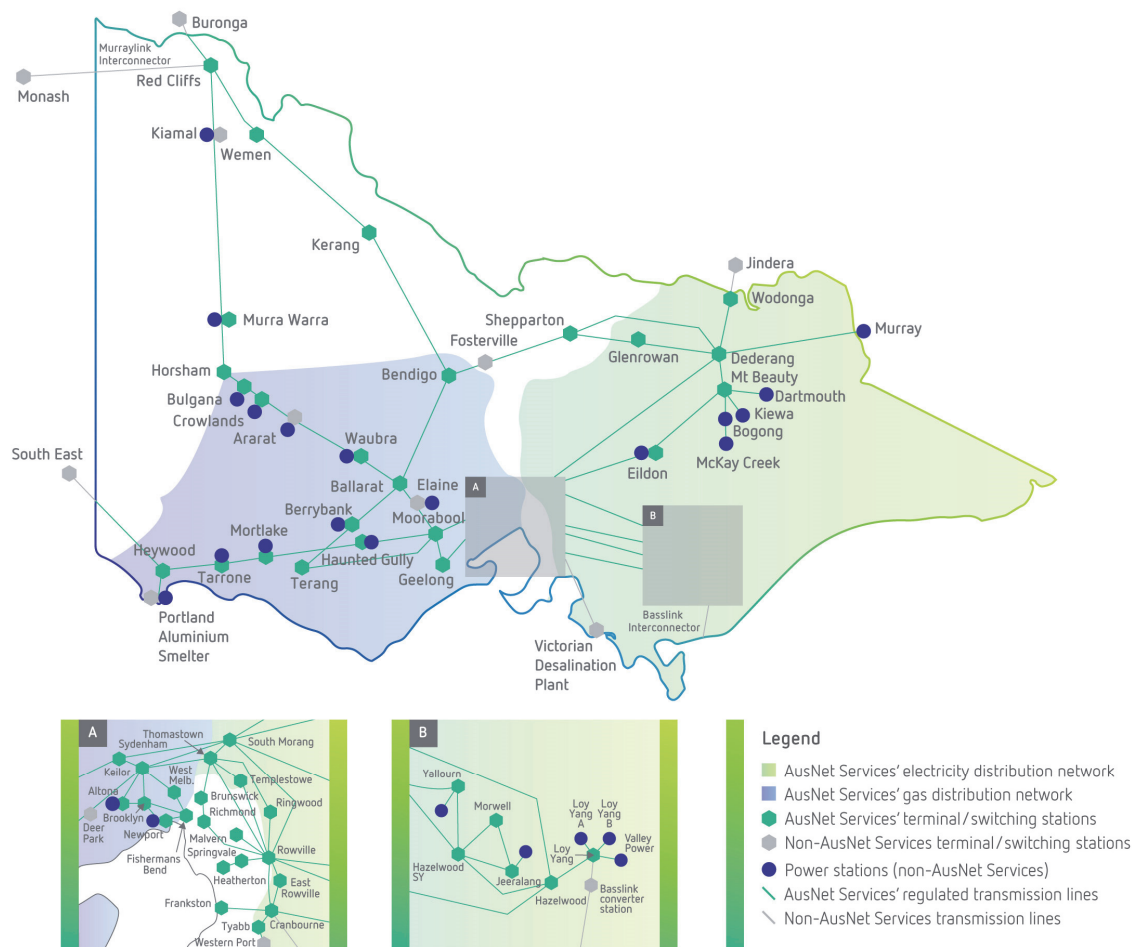 Buronga
Murraylink
Interconnector
Red Cliffs
Monash
Kiamal
Wemen
Kerang
Jindera
Wodonga
Murra Warra
Shepparton
Fosterville
Glenrowan
Murray
Dederang
Horsham
Bendigo
Mt Beauty
Bulgana
Dartmouth
Crowlands
Kiewa
Ararat
Bogong
Waubra
McKay Creek
South East
Eildon
Ballarat
Elaine
A
Berrybank
Moorabool
B
Mortlake
Heywood
Haunted Gully
Tarrone
Terang
Geelong
Portland
Aluminium
Smelter
Basslink
Interconnector
Victorian
Desalination
Plant
A
Thomastown
Sydenham
South Morang
Keilor
West
Melb.
Templestowe
Altona
Brunswick
Ringwood
Brooklyn
Richmond
Deer
Park
Newport
Malvern
Fishermans
Bend
Springvale
Rowville
Heatherton
East
Rowville
Frankston
Tyabb
Cranbourne
Western Port
B
Yallourn
Morwell
Loy
Yang
A
Loy
Yang
B
Valley
Power
Loy
Yang
Hazelwood
SY
Jeeralang
Hazelwood
Basslink
converter
station
Legend
AusNet Services' electricity distribution network
AusNet Services' gas distribution network
AusNet Services' terminal/switching stations
Non-AusNet Services terminal/switching stations
Power stations (non-AusNet Services)
AusNet Services' regulated transmission lines
Non-AusNet Services transmission lines